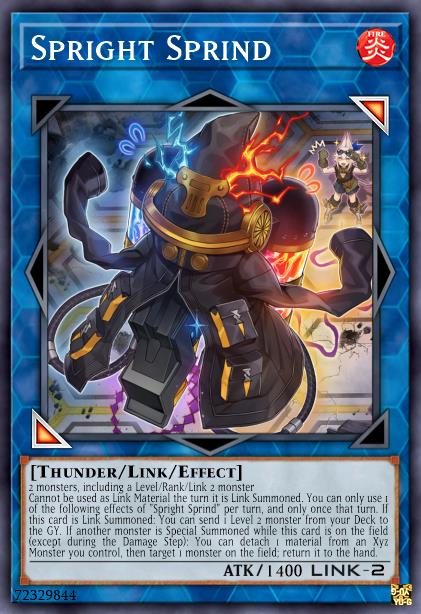 Spright Sprind
FIRE
炎
[Thunder/Link/Effect]
2 monsters, including a Level/Rank/Link 2 monster
Cannot be used as Link Material the turn it is Link Summoned. You can only use 1
of the following effects of "Spright Sprind" per turn, and only once that turn. If
this card is Link Summoned: You can send 1 Level 2 monster from your Deck to
the GY. If another monster is Special Summoned while this card is on the field
(except during the Damage Step): You can detach 1 material from an Xyz
Monster you control, then target 1 monster on the field; return it to the hand.
ATK/1400 LINK-2
72329844